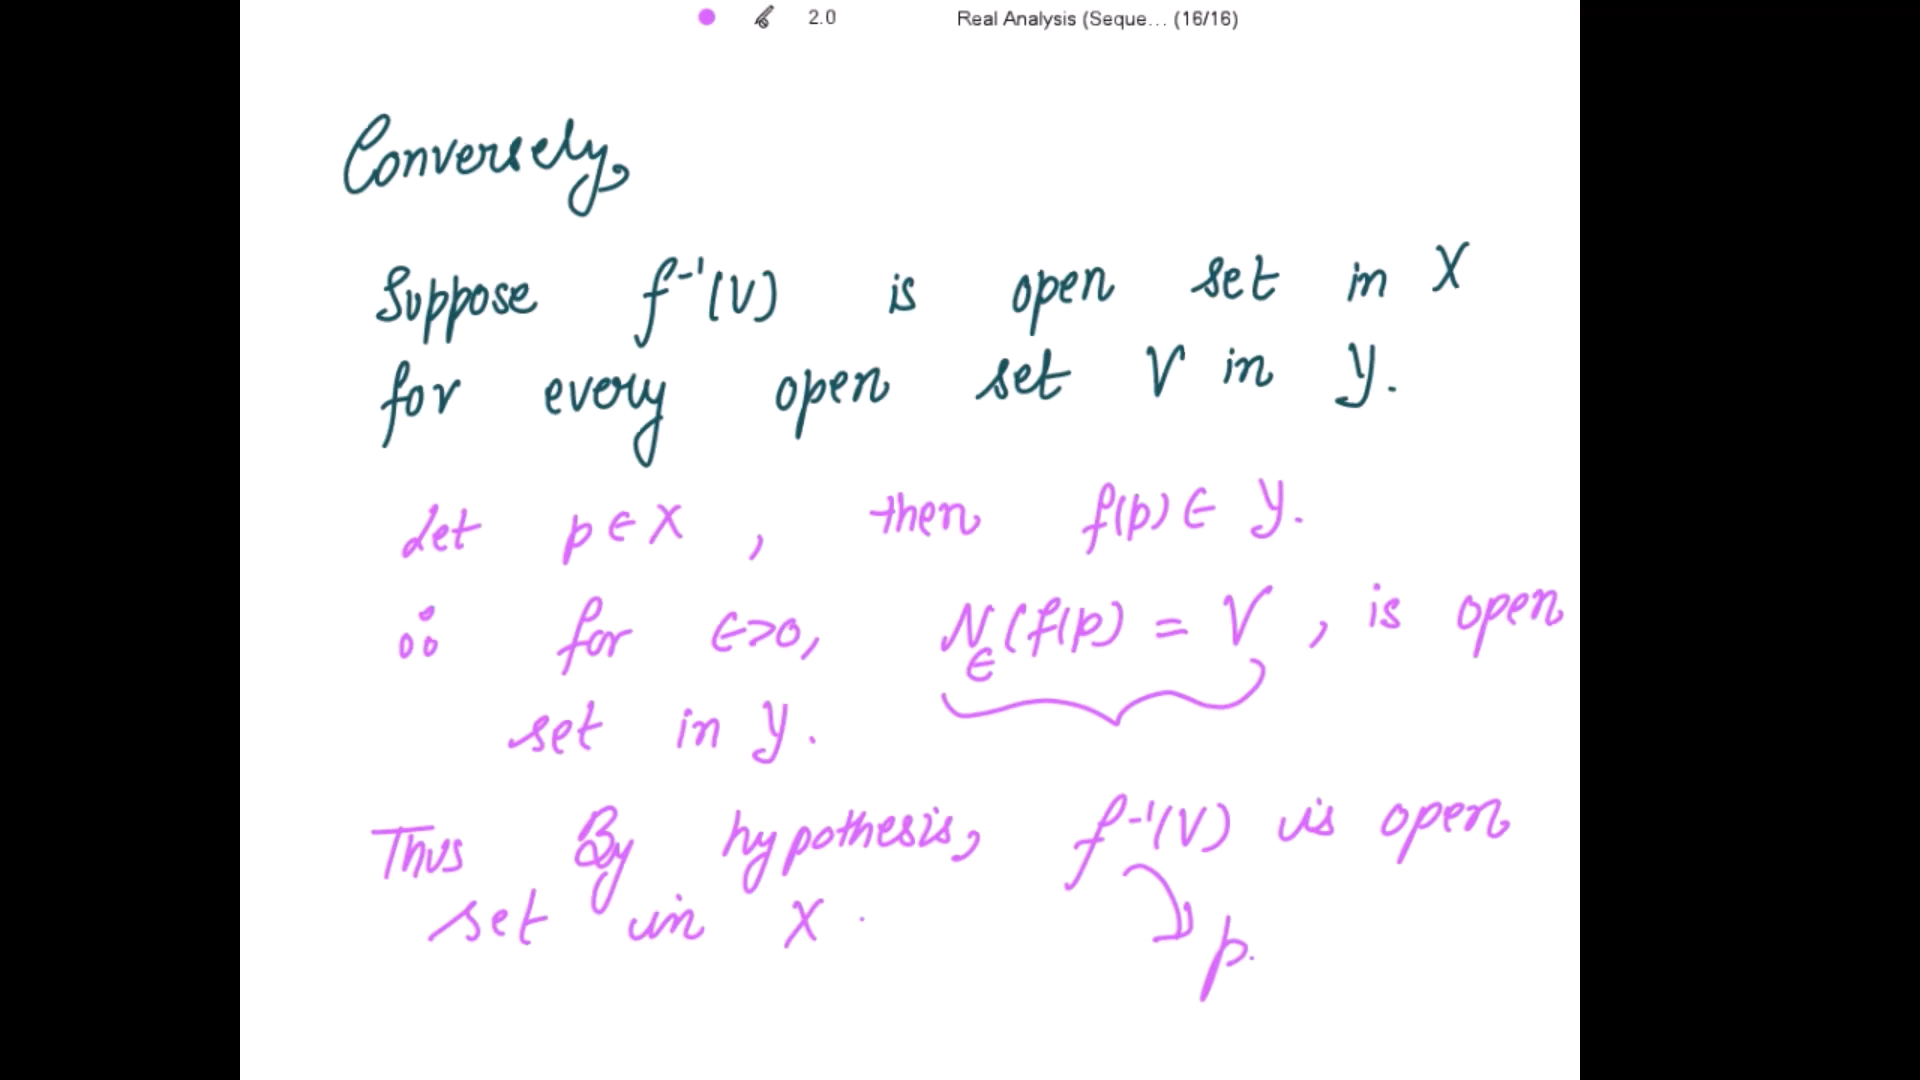 2.0 Real Analysis (Seque... (16/16)
Conversely,
Suppose f⁻¹(V) is open set in X
for every open set V in Y.
Let p ∈ X , then f(p) ∈ Y.
∴ for ε>0, N_ε(f(p) = V , is open
set in Y.
Thus By hypothesis, f⁻¹(V) is open
set in X .
p.